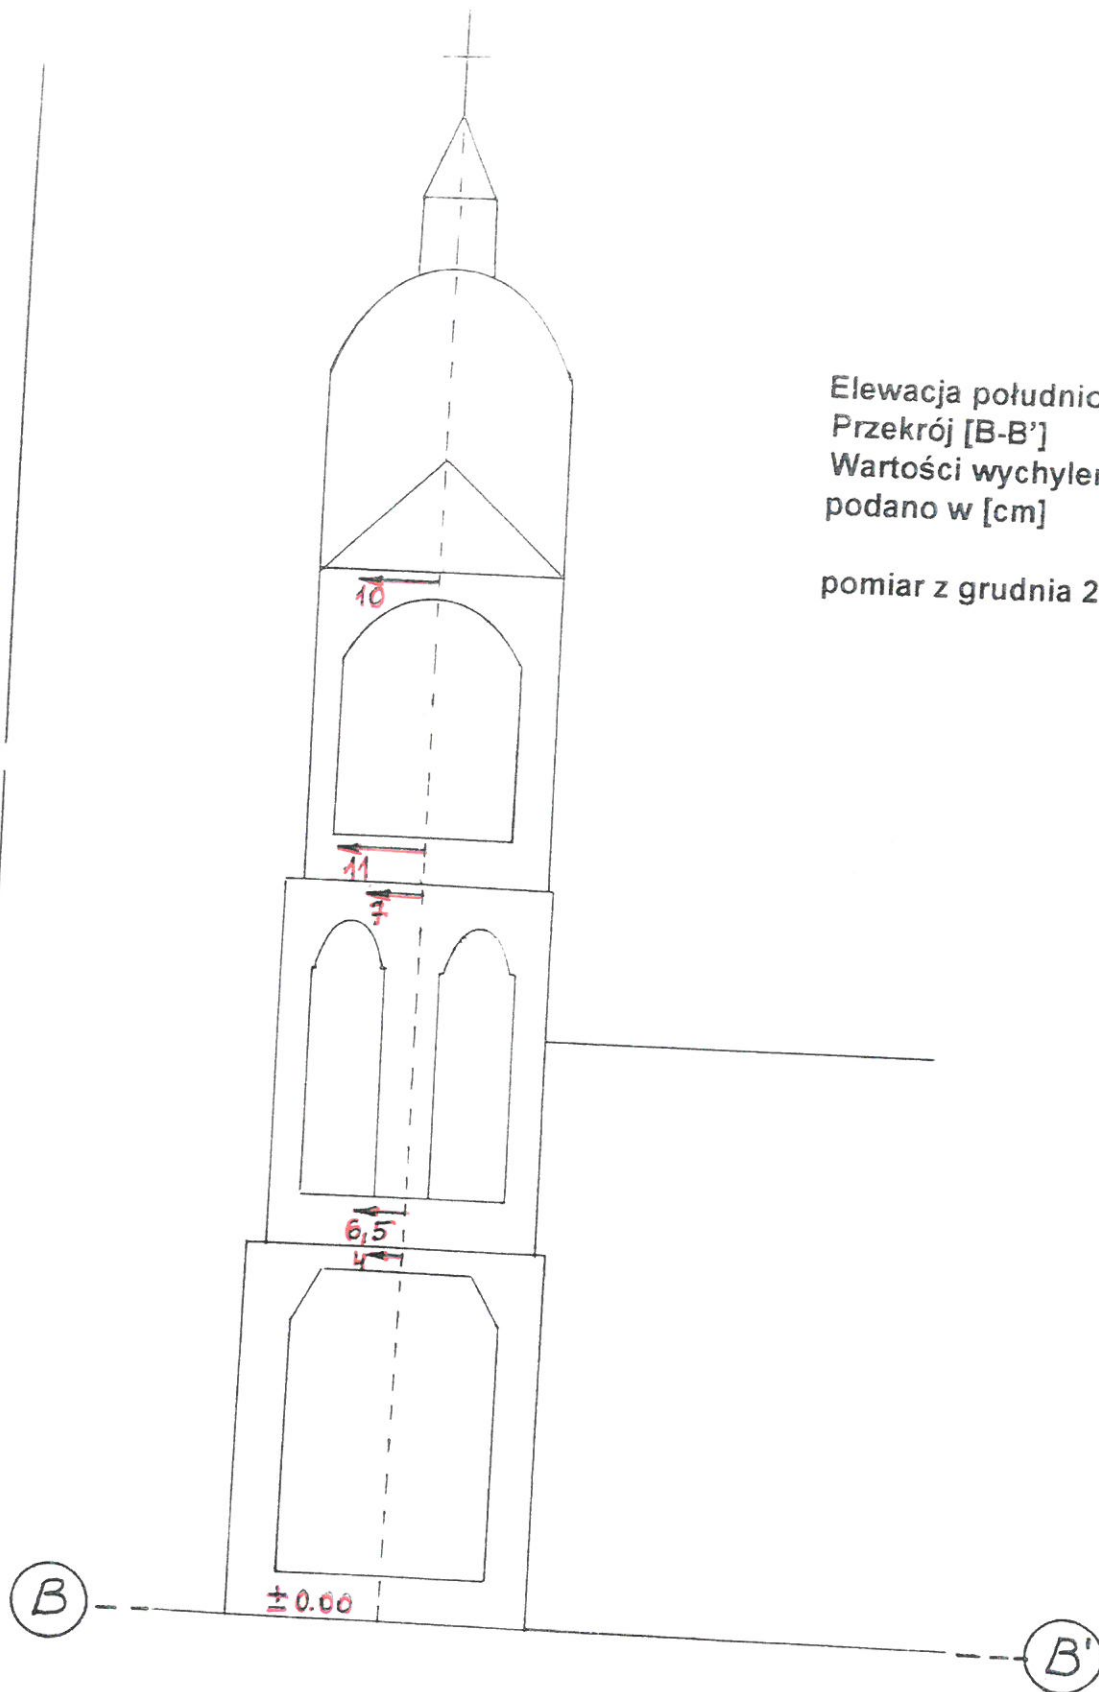 Elewacja południo
Przekrój [B-B']
Wartości wychyleń
podano w [cm]
pomiar z grudnia 2
10
11
7
6,5
4
± 0.00
B
B'